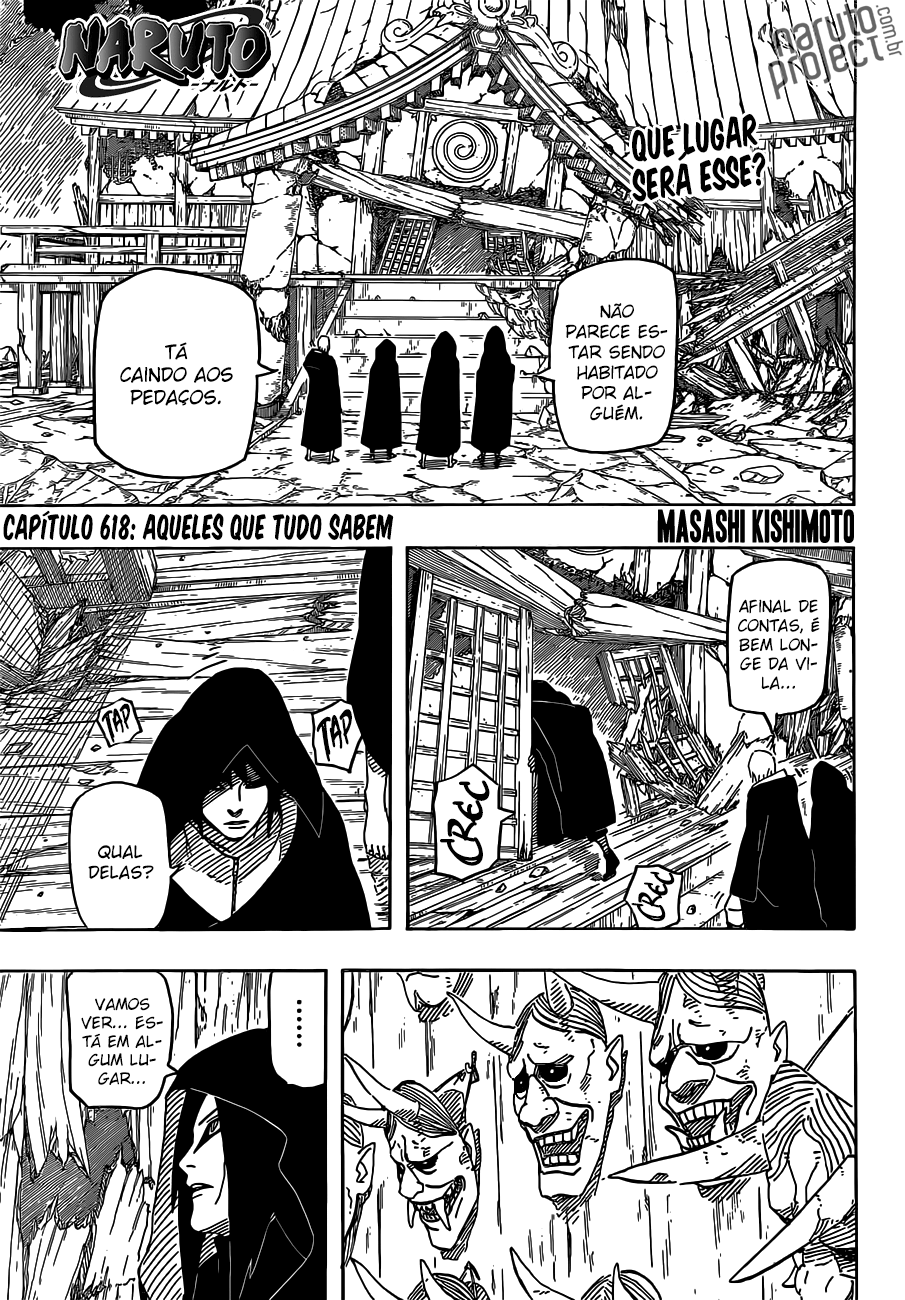 NARUTO
-ナルト-
naruto
project
.com.br
QUE LUGAR
SERÁ ESSE?
NÃO
PARECE ES-
TAR SENDO
HABITADO
POR AL-
GUÉM.
TÁ
CAINDO AOS
PEDAÇOS.
CAPÍTULO 618: AQUELES QUE TUDO SABEM
MASASHI KISHIMOTO
AFINAL DE
CONTAS, É
BEM LON-
GE DA VI-
LA...
CREC
CREC
TAP
TAP
QUAL
DELAS?
......
VAMOS
VER... ES-
TÁ EM AL-
GUM LU-
GAR...